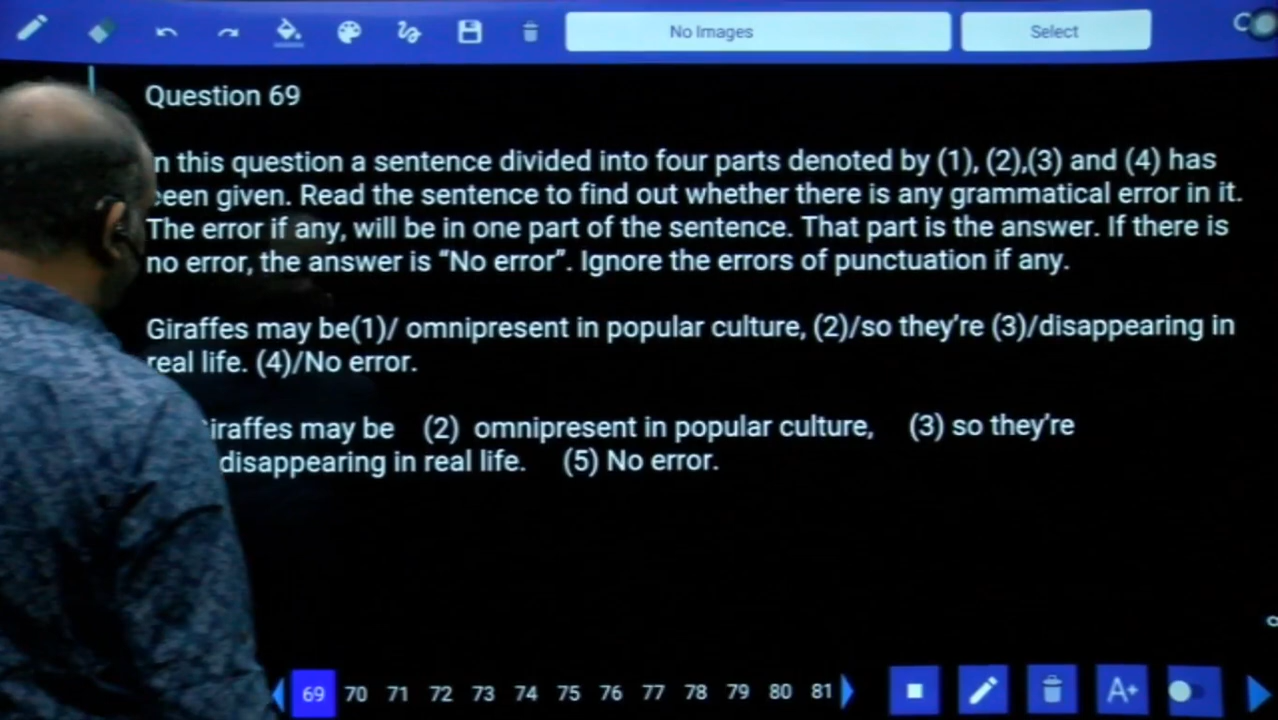 No Images
Select
Question 69
n this question a sentence divided into four parts denoted by (1), (2),(3) and (4) has
een given. Read the sentence to find out whether there is any grammatical error in it.
The error if any, will be in one part of the sentence. That part is the answer. If there is
no error, the answer is “No error”. Ignore the errors of punctuation if any.
Giraffes may be(1)/ omnipresent in popular culture, (2)/so they’re (3)/disappearing in
real life. (4)/No error.
iraffes may be (2) omnipresent in popular culture, (3) so they’re
disappearing in real life. (5) No error.
69 70 71 72 73 74 75 76 77 78 79 80 81
A+